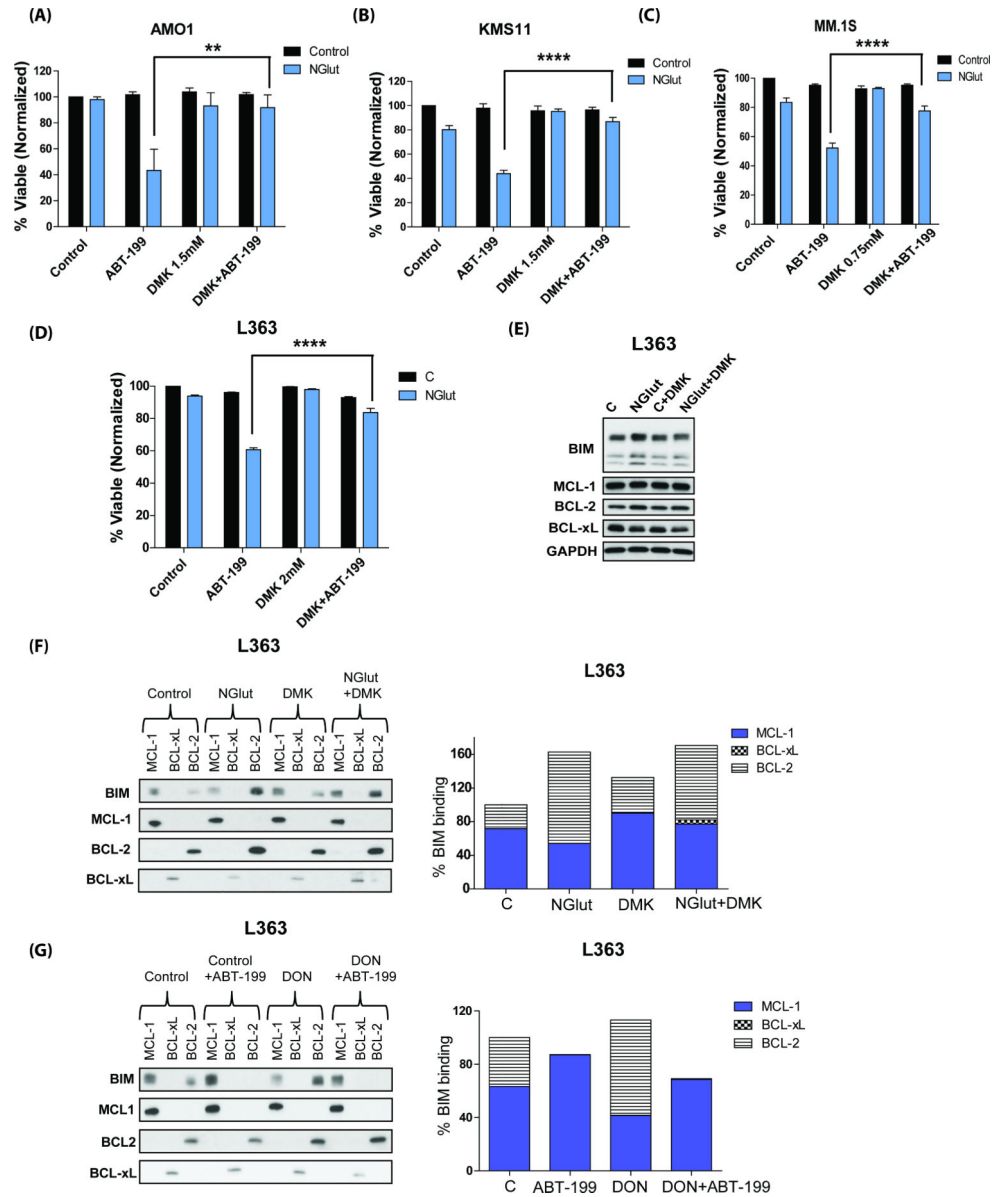 (A)
AMO1
**
Control
NGlut
% Viable (Normalized)
120
100
80
60
40
20
0
Control
ABT-199
DMK 1.5mM
DMK+ABT-199
(B)
KMS11
****
Control
NGlut
% Viable (Normalized)
120
100
80
60
40
20
0
Control
ABT-199
DMK 1.5mM
DMK+ABT-199
(C)
MM.1S
****
Control
NGlut
% Viable (Normalized)
120
100
80
60
40
20
0
Control
ABT-199
DMK 0.75mM
DMK+ABT-199
(D)
L363
****
C
NGlut
% Viable (Normalized)
100
80
60
40
20
0
Control
ABT-199
DMK 2mM
DMK+ABT-199
(E)
L363
C
NGlut
C+DMK
NGlut+DMK
BIM
MCL-1
BCL-2
BCL-xL
GAPDH
(F)
L363
Control NGlut DMK NGlut
+DMK
MCL-1 BCL-xL BCL-2 MCL-1 BCL-xL BCL-2 MCL-1 BCL-xL BCL-2 MCL-1 BCL-xL BCL-2
BIM
MCL-1
BCL-2
BCL-xL
L363
MCL-1
BCL-xL
BCL-2
% BIM binding
160
120
80
40
0
C NGlut DMK NGlut+DMK
(G)
L363
Control Control
+ABT-199 DON DON
+ABT-199
MCL-1 BCL-xL BCL-2 MCL-1 BCL-xL BCL-2 MCL-1 BCL-xL BCL-2 MCL-1 BCL-xL BCL-2
BIM
MCL1
BCL2
BCL-xL
L363
MCL-1
BCL-xL
BCL-2
% BIM binding
120
80
40
0
C ABT-199 DON DON+ABT-199